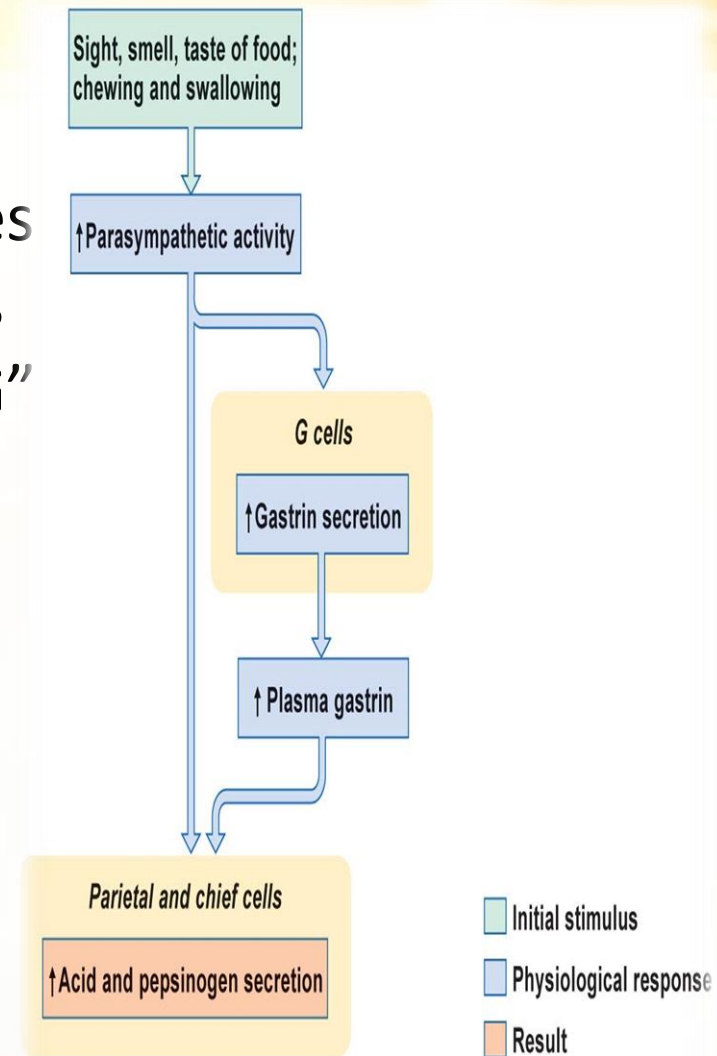 Sight, smell, taste of food;
chewing and swallowing
↑Parasympathetic activity
G cells
↑Gastrin secretion
↑ Plasma gastrin
Parietal and chief cells
↑Acid and pepsinogen secretion
Initial stimulus
Physiological response
Result